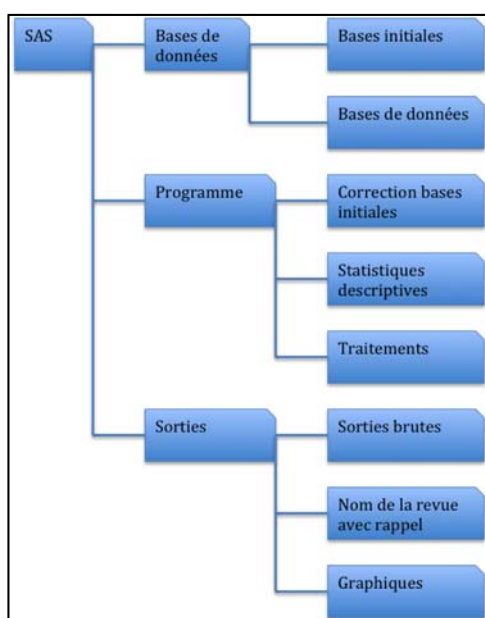 SAS
Bases de
données
Bases initiales
Bases de données
Programme
Correction bases
initiales
Statistiques
descriptives
Traitements
Sorties
Sorties brutes
Nom de la revue
avec rappel
Graphiques